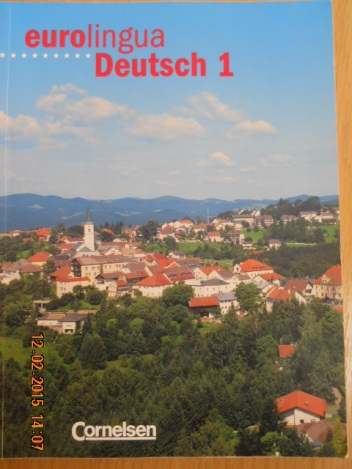 eurolingua
Deutsch 1
12.02.2015 14:07
Cornelsen